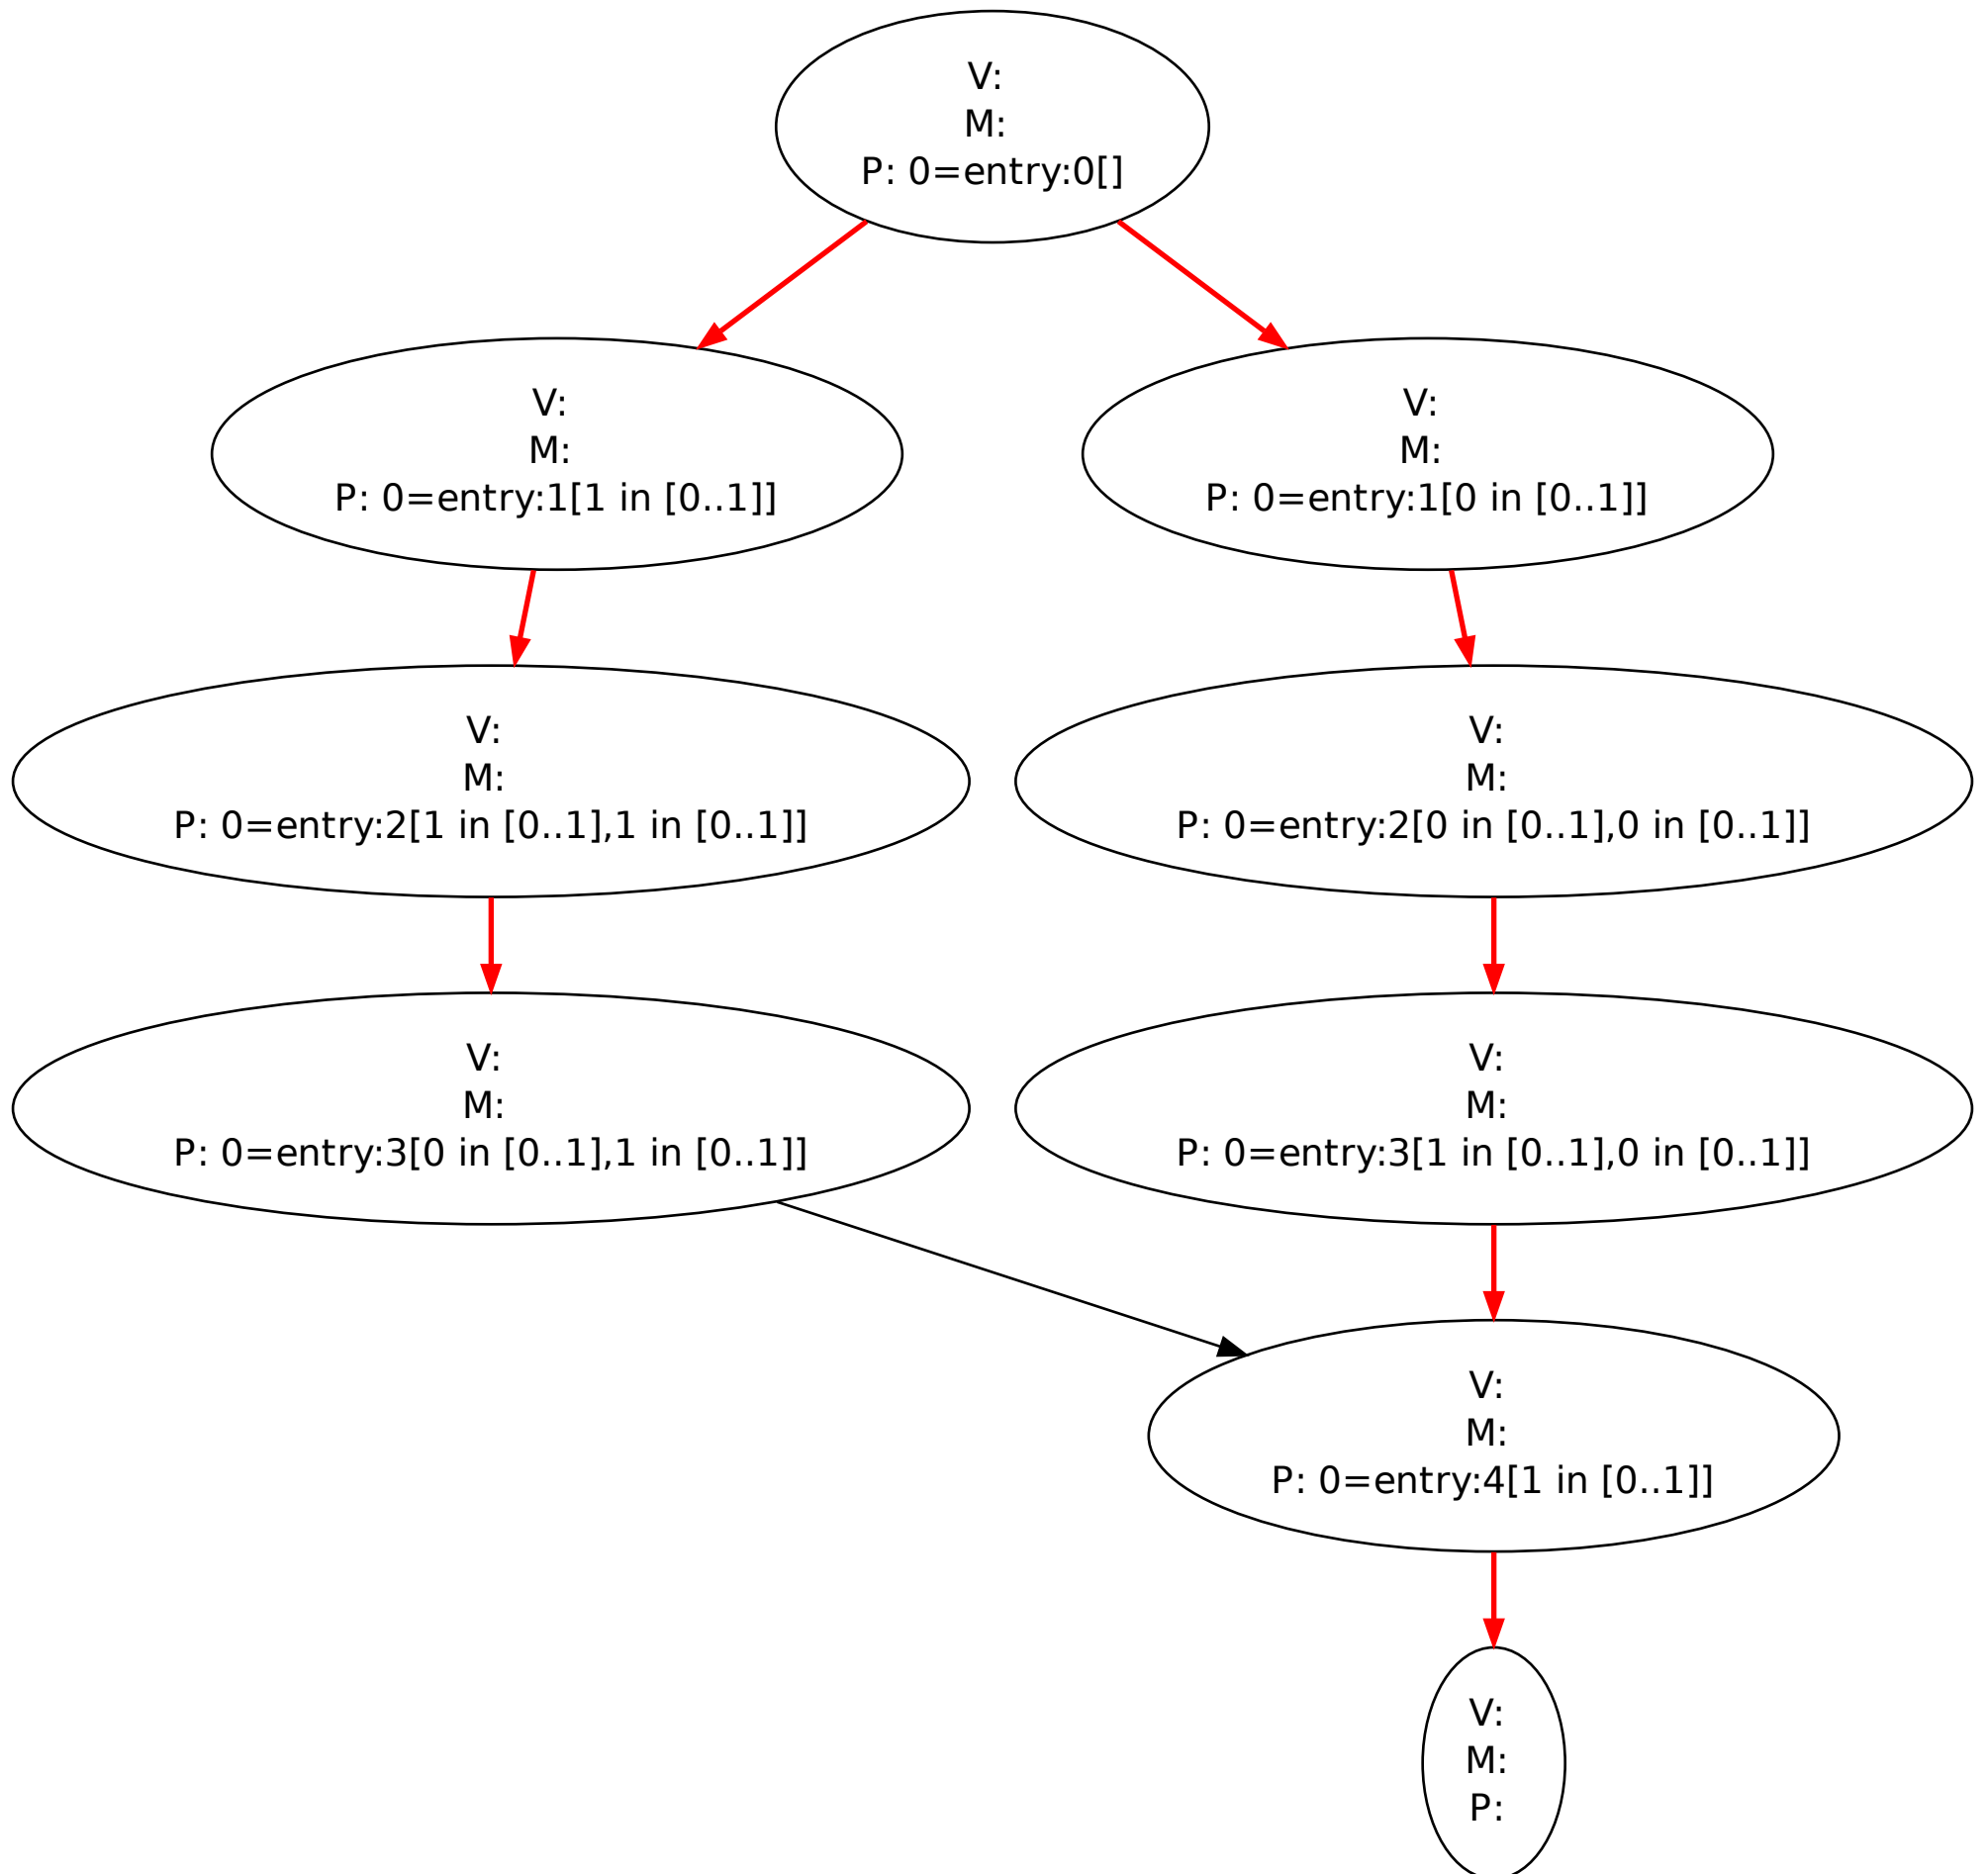 V:
M:
P: 0=entry:0[]
V:
M:
P: 0=entry:1[1 in [0..1]]
V:
M:
P: 0=entry:1[0 in [0..1]]
V:
M:
P: 0=entry:2[1 in [0..1],1 in [0..1]]
V:
M:
P: 0=entry:2[0 in [0..1],0 in [0..1]]
V:
M:
P: 0=entry:3[0 in [0..1],1 in [0..1]]
V:
M:
P: 0=entry:3[1 in [0..1],0 in [0..1]]
V:
M:
P: 0=entry:4[1 in [0..1]]
V:
M:
P: